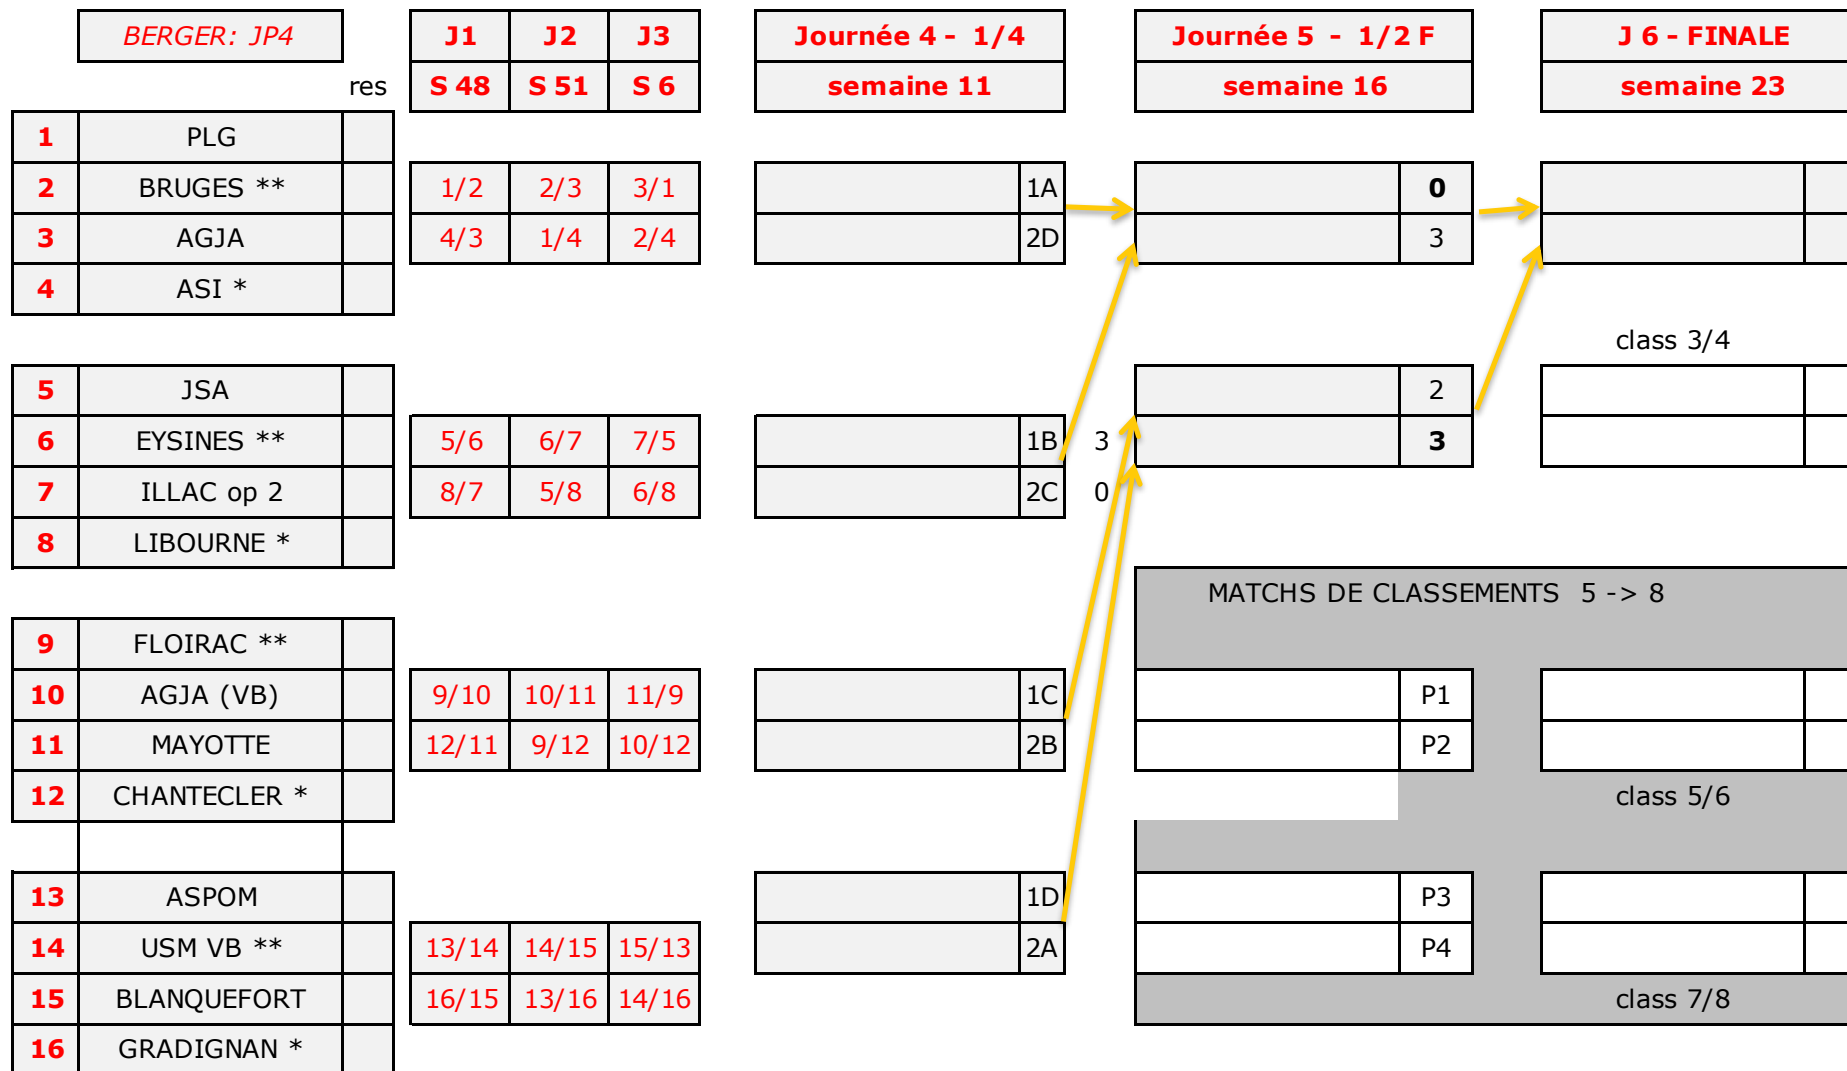 BERGER: JP4 J1 J2 J3 Journée 4 - 1/4 Journée 5 - 1/2 F J 6 - FINALE
res S 48 S 51 S 6 semaine 11 semaine 16 semaine 23
1 PLG
2 BRUGES ** 1/2 2/3 3/1 1A 0
3 AGJA 4/3 1/4 2/4 2D 3
4 ASI *
class 3/4
5 JSA 2
6 EYSINES ** 5/6 6/7 7/5 1B 3 3
7 ILLAC op 2 8/7 5/8 6/8 2C 0
8 LIBOURNE *
MATCHS DE CLASSEMENTS 5 -> 8
9 FLOIRAC **
10 AGJA (VB) 9/10 10/11 11/9 1C P1
11 MAYOTTE 12/11 9/12 10/12 2B P2
12 CHANTECLER * class 5/6
13 ASPOM 1D P3
14 USM VB ** 13/14 14/15 15/13 2A P4
15 BLANQUEFORT 16/15 13/16 14/16 class 7/8
16 GRADIGNAN *